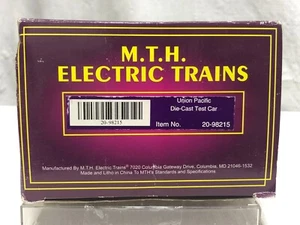 M.T.H.
ELECTRIC TRAINS
Union Pacific
Die-Cast Test Car
20-98215
Item No. 20-98215
Manufactured By M.T.H. Electric Trains® 7020 Columbia Gateway Drive, Columbia, MD 21046-1532
Made and Litho in China To MTH's Standards and Specifications